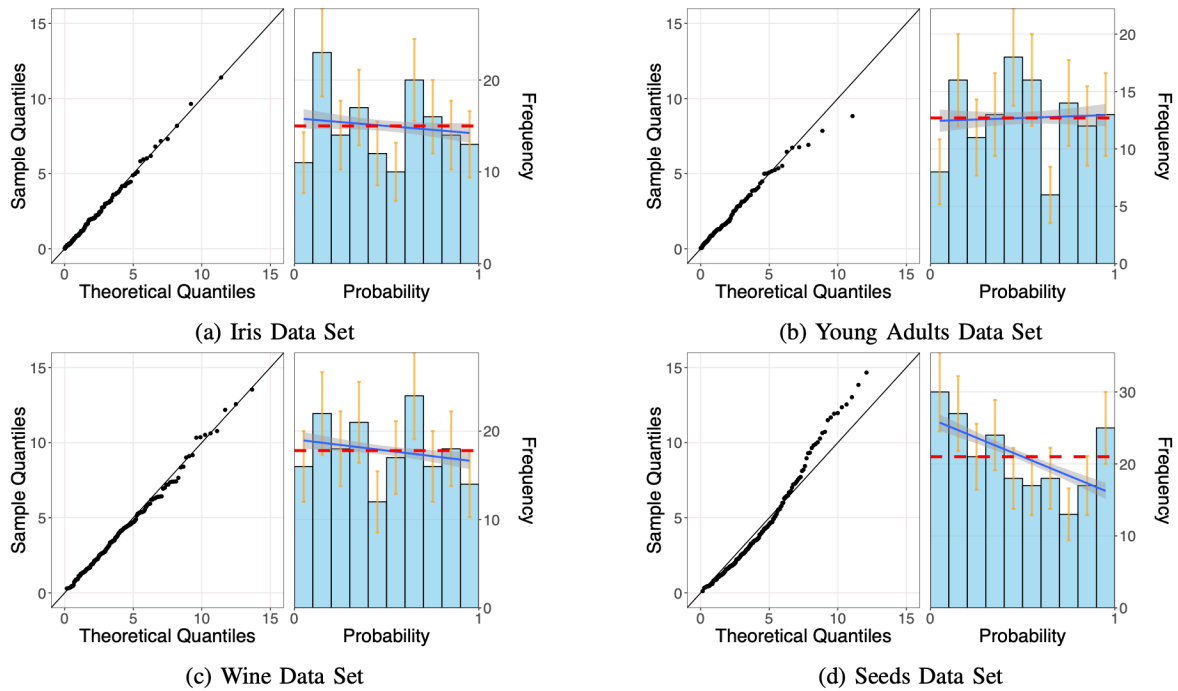 15
10
5
0
Sample Quantiles
0 5 10 15
Theoretical Quantiles
20
10
0
Frequency
0 1
Probability
(a) Iris Data Set
15
10
5
0
Sample Quantiles
0 5 10 15
Theoretical Quantiles
20
15
10
5
0
Frequency
0 1
Probability
(b) Young Adults Data Set
15
10
5
0
Sample Quantiles
0 5 10 15
Theoretical Quantiles
20
10
0
Frequency
0 1
Probability
(c) Wine Data Set
15
10
5
0
Sample Quantiles
0 5 10 15
Theoretical Quantiles
30
20
10
0
Frequency
0 1
Probability
(d) Seeds Data Set